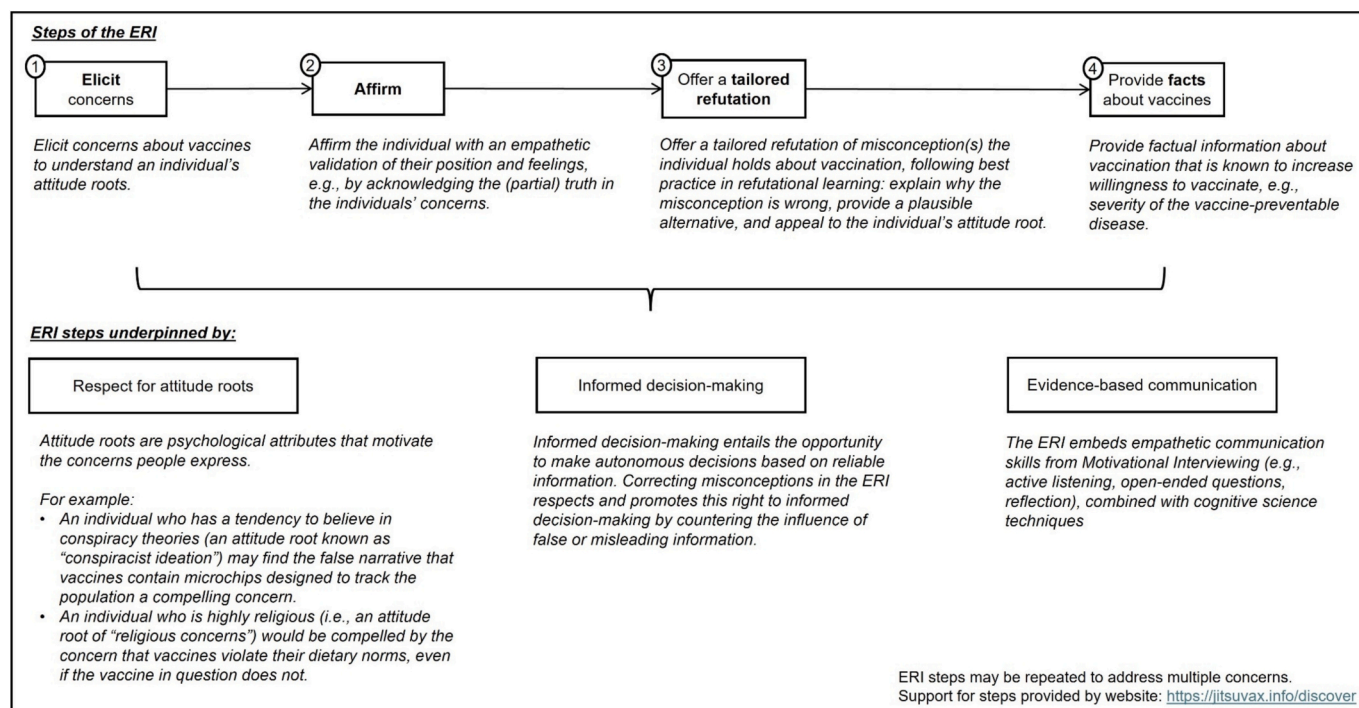 Steps of the ERI
1
Elicit
concerns
2
Affirm
3
Offer a tailored
refutation
4
Provide facts
about vaccines
Elicit concerns about vaccines
to understand an individual's
attitude roots.
Affirm the individual with an empathetic
validation of their position and feelings,
e.g., by acknowledging the (partial) truth in
the individuals' concerns.
Offer a tailored refutation of misconception(s) the
individual holds about vaccination, following best
practice in refutational learning: explain why the
misconception is wrong, provide a plausible
alternative, and appeal to the individual's attitude root.
Provide factual information about
vaccination that is known to increase
willingness to vaccinate, e.g.,
severity of the vaccine-preventable
disease.
ERI steps underpinned by:
Respect for attitude roots
Informed decision-making
Evidence-based communication
Attitude roots are psychological attributes that motivate
the concerns people express.
For example:
• An individual who has a tendency to believe in
conspiracy theories (an attitude root known as
"conspiracist ideation") may find the false narrative that
vaccines contain microchips designed to track the
population a compelling concern.
• An individual who is highly religious (i.e., an attitude
root of "religious concerns") would be compelled by the
concern that vaccines violate their dietary norms, even
if the vaccine in question does not.
Informed decision-making entails the opportunity
to make autonomous decisions based on reliable
information. Correcting misconceptions in the ERI
respects and promotes this right to informed
decision-making by countering the influence of
false or misleading information.
The ERI embeds empathetic communication
skills from Motivational Interviewing (e.g.,
active listening, open-ended questions,
reflection), combined with cognitive science
techniques
ERI steps may be repeated to address multiple concerns.
Support for steps provided by website: https://jitsuvax.info/discover